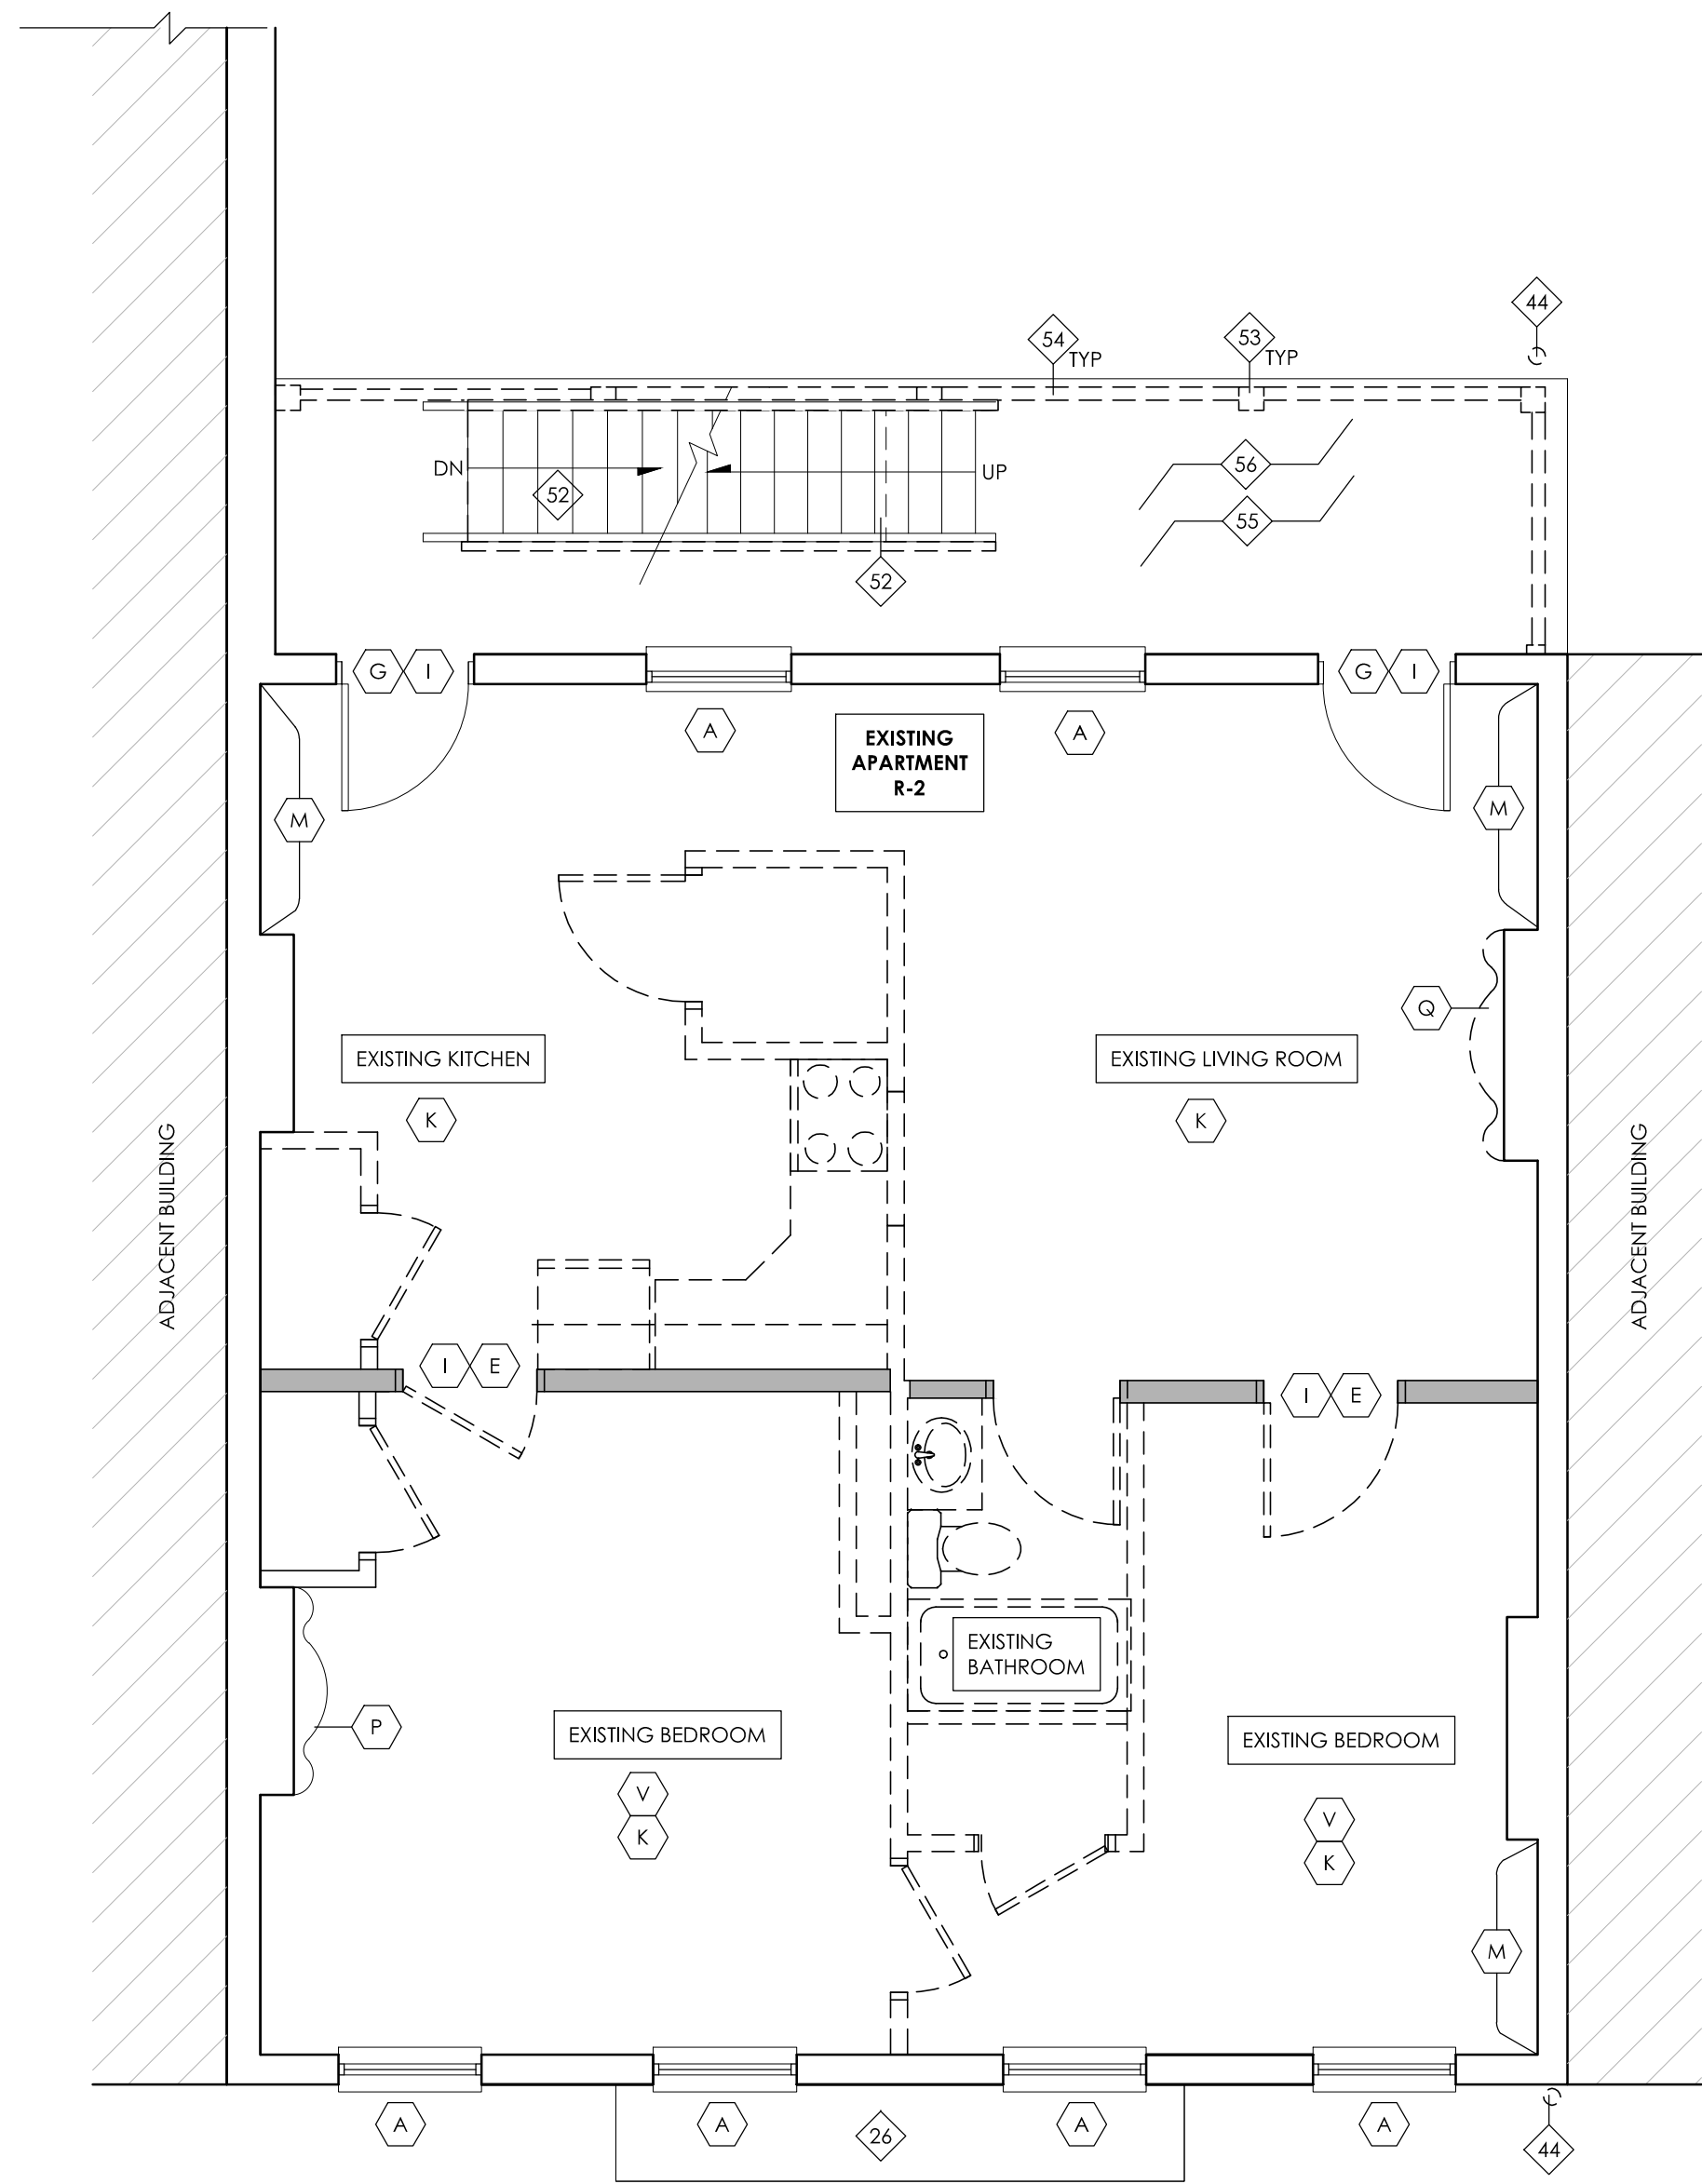 44
54
TYP
53
TYP
DN
52
UP
56
55
52
G
I
G
I
A
A
EXISTING
APARTMENT
R-2
M
M
Q
EXISTING KITCHEN
EXISTING LIVING ROOM
K
K
ADJACENT BUILDING
ADJACENT BUILDING
I
E
I
E
EXISTING
BATHROOM
P
EXISTING BEDROOM
EXISTING BEDROOM
V
K
V
K
M
A
A
26
A
A
44